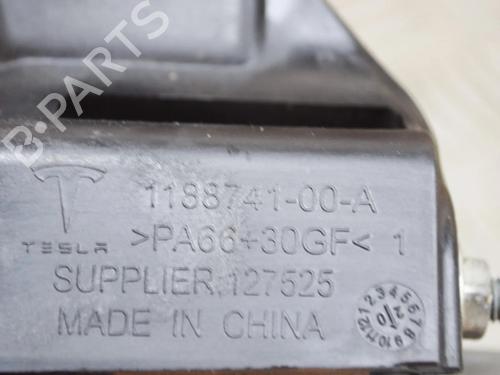 B-PARTS
TESLA
1188741-00-A
>PA66+30GF< 1
SUPPLIER,127525
MADE IN CHINA